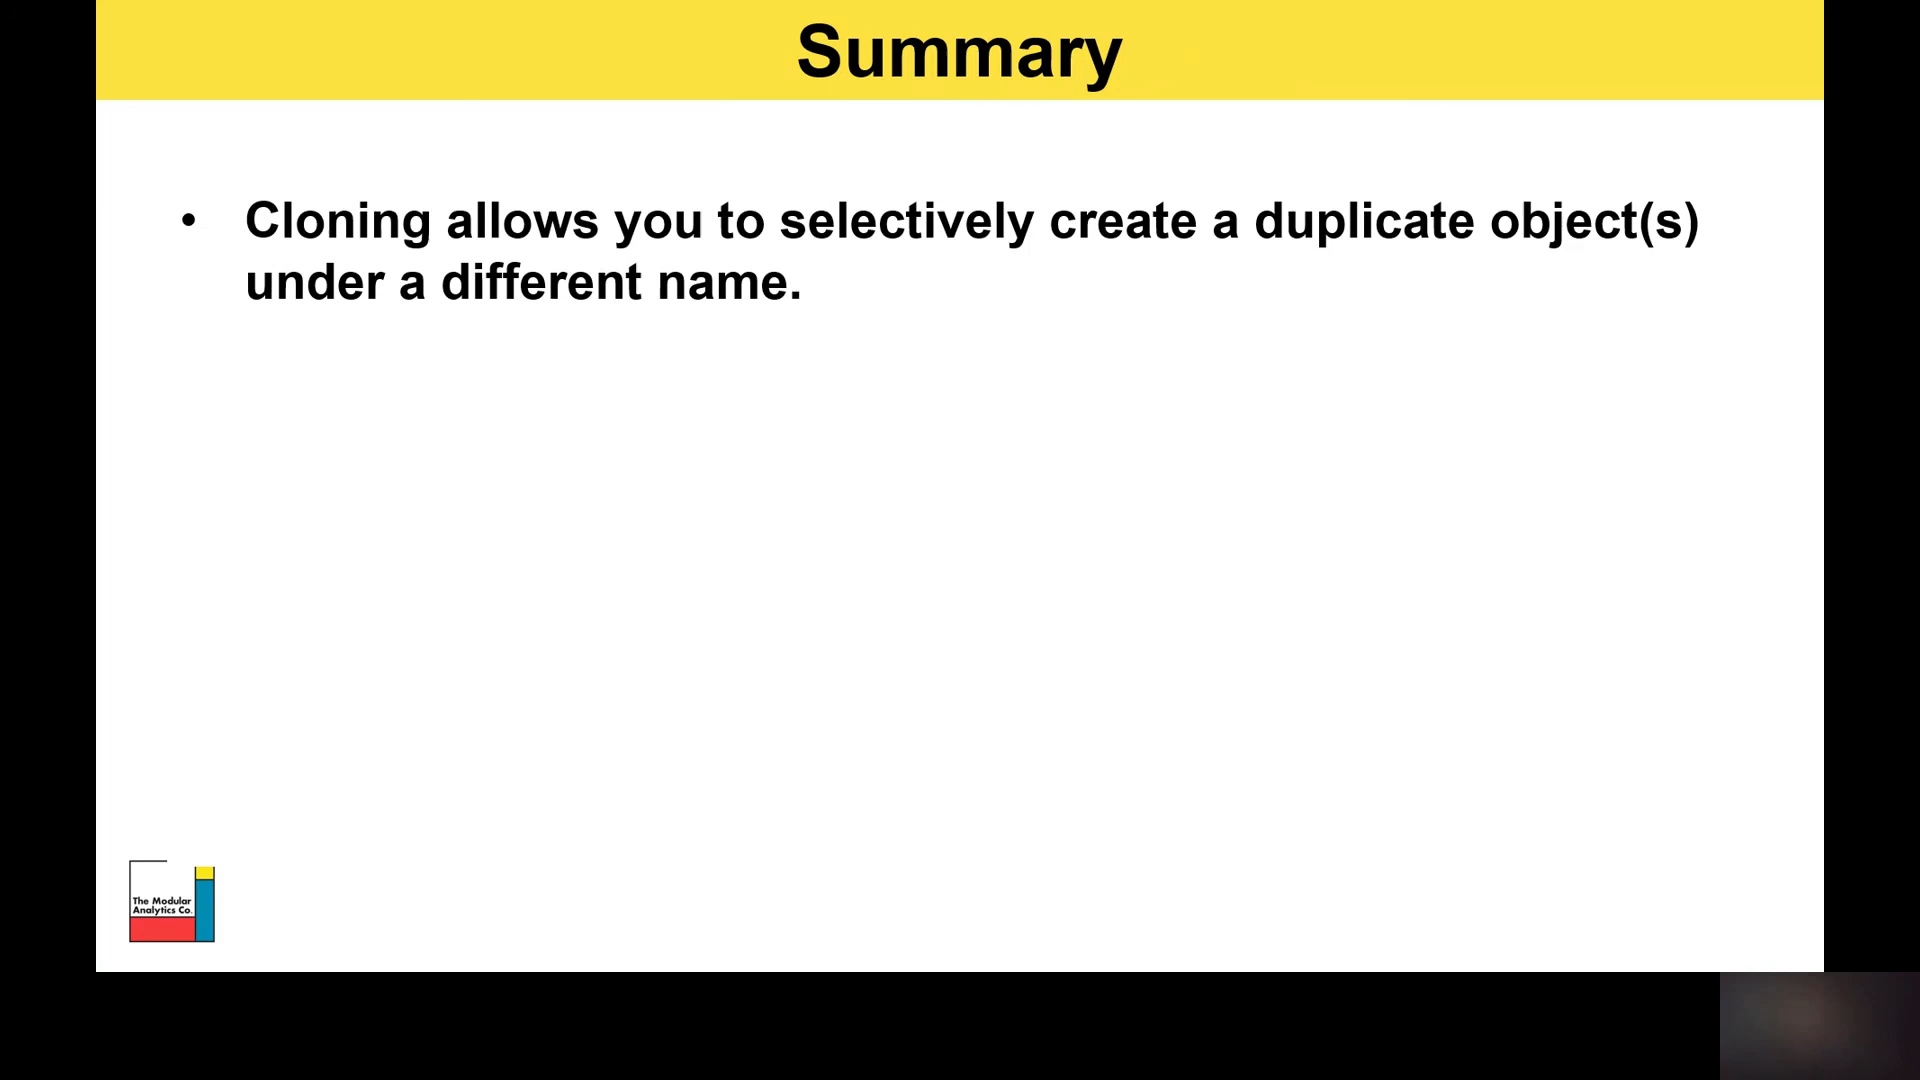 Summary
• Cloning allows you to selectively create a duplicate object(s)
under a different name.
The Modular
Analytics Co.